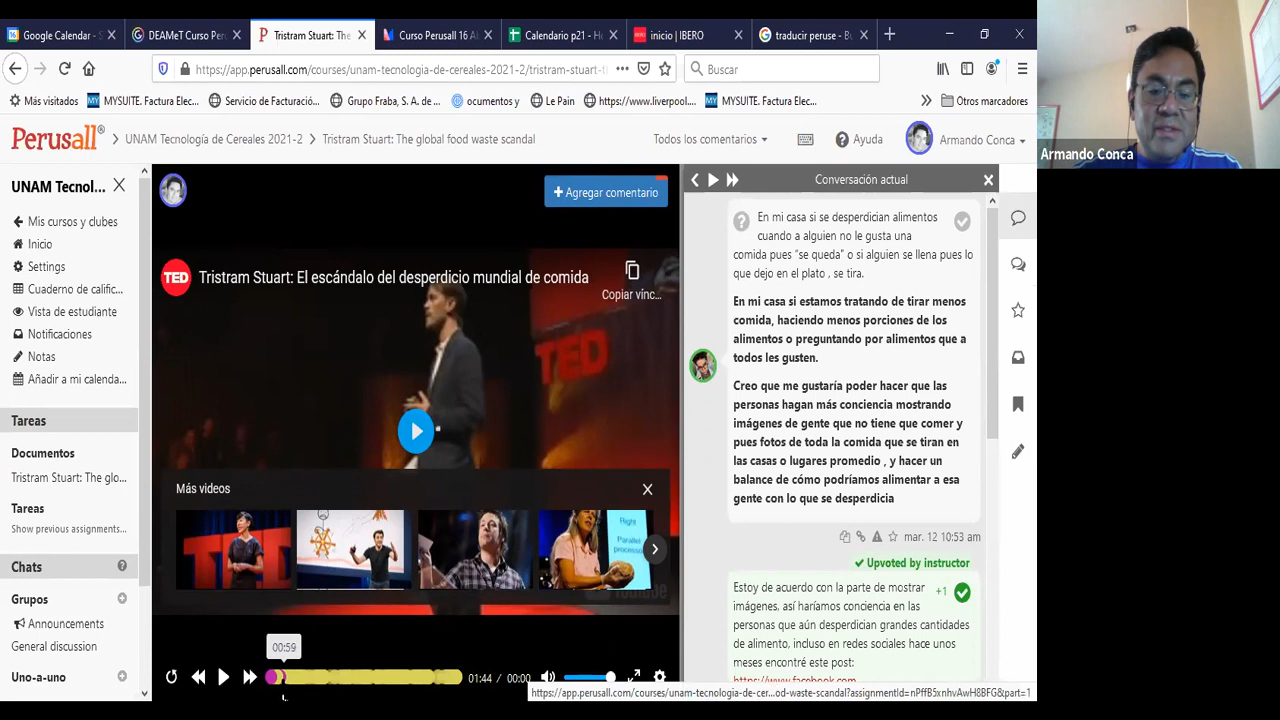 Google Calendar - S
DEAMeT Curso Peru
Tristram Stuart: The
Curso Perusall 16 A
Calendario p21 - Ho
inicio | IBERO
traducir peruse - Bu
https://app.perusall.com/courses/unam-tecnologia-de-cereales-2021-2/tristram-stuart-t
Buscar
Más visitados
MYSUITE. Factura Elec...
Servicio de Facturació...
Grupo Fraba, S. A. de ...
ocumentos y
Le Pain
https://www.liverpool....
MYSUITE. Factura Elec...
Otros marcadores
Perusall®
UNAM Tecnología de Cereales 2021-2
Tristram Stuart: The global food waste scandal
Todos los comentarios
Ayuda
Armando Conca
Armando Conca
UNAM Tecnol...
Mis cursos y clubes
Inicio
Settings
Cuaderno de calific...
Vista de estudiante
Notificaciones
Notas
Añadir a mi calenda...
Tareas
Documentos
Tristram Stuart: The glo...
Tareas
Show previous assignments...
Chats
Grupos
Announcements
General discussion
Uno-a-uno
+ Agregar comentario
TED
Tristram Stuart: El escándalo del desperdicio mundial de comida
Copiar vínc...
TED
Más videos
TED
Right
Parallel
processo
YouTube
00:59
01:44 / 00:00
Conversación actual
En mi casa si se desperdician alimentos
cuando a alguien no le gusta una
comida pues “se queda” o si alguien se llena pues lo
que dejo en el plato , se tira.
En mi casa si estamos tratando de tirar menos
comida, haciendo menos porciones de los
alimentos o preguntando por alimentos que a
todos les gusten.
Creo que me gustaría poder hacer que las
personas hagan más conciencia mostrando
imágenes de gente que no tiene que comer y
pues fotos de toda la comida que se tiran en
las casas o lugares promedio , y hacer un
balance de cómo podríamos alimentar a esa
gente con lo que se desperdicia
mar. 12 10:53 am
Upvoted by instructor
Estoy de acuerdo con la parte de mostrar
imágenes, así haríamos conciencia en las
personas que aún desperdician grandes cantidades
de alimento, incluso en redes sociales hace unos
meses encontré este post:
https://www.facebook.com
+1
https://app.perusall.com/courses/unam-tecnologia-de-cer...od-waste-scandal?assignmentId=nPffB5xnhvAwH8BFG&part=1